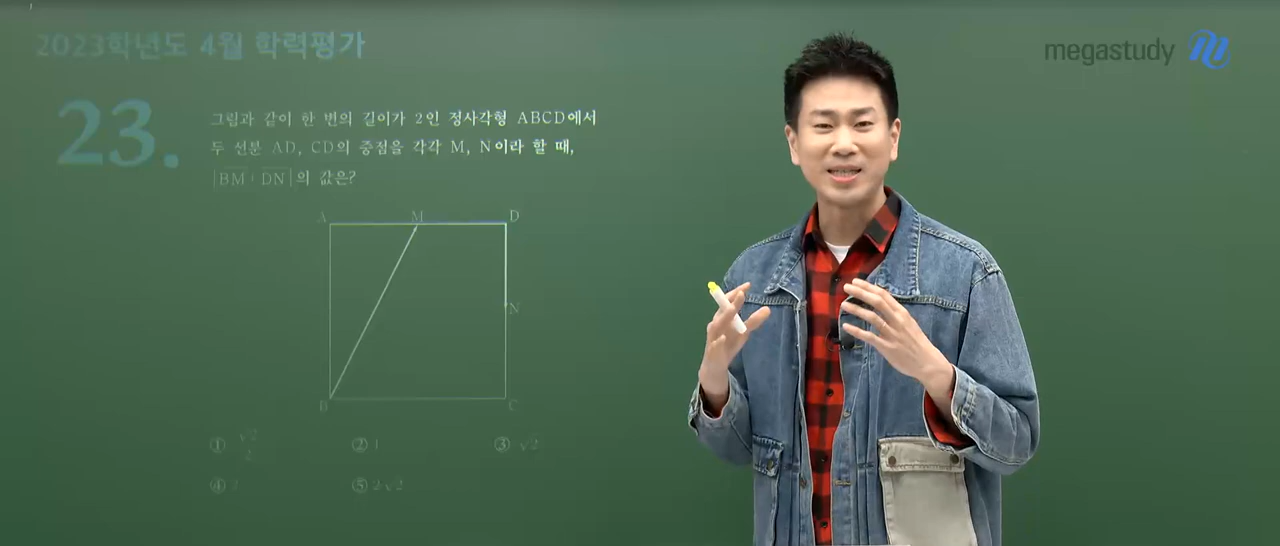 2023학년도 4월 학력평가
megastudy
23.
그림과 같이 한 변의 길이가 2인 정사각형 ABCD에서
두 선분 AD, CD의 중점을 각각 M, N이라 할 때,
의 값은?
A M D
N
B C
① √2/2 ② 1 ③ √2
④ 2 ⑤ 2√2